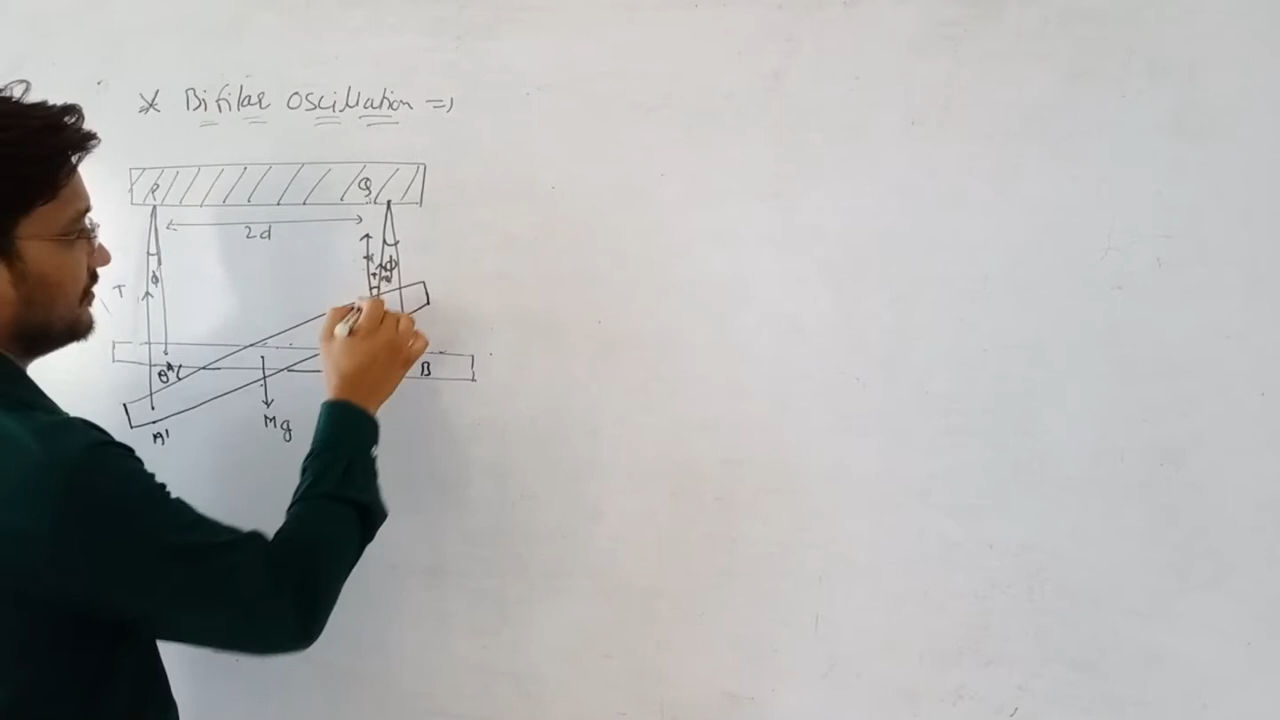 * Bifilar Oscillation =>
P Q
2d
T φ T φ
θ A B
Mg
A'